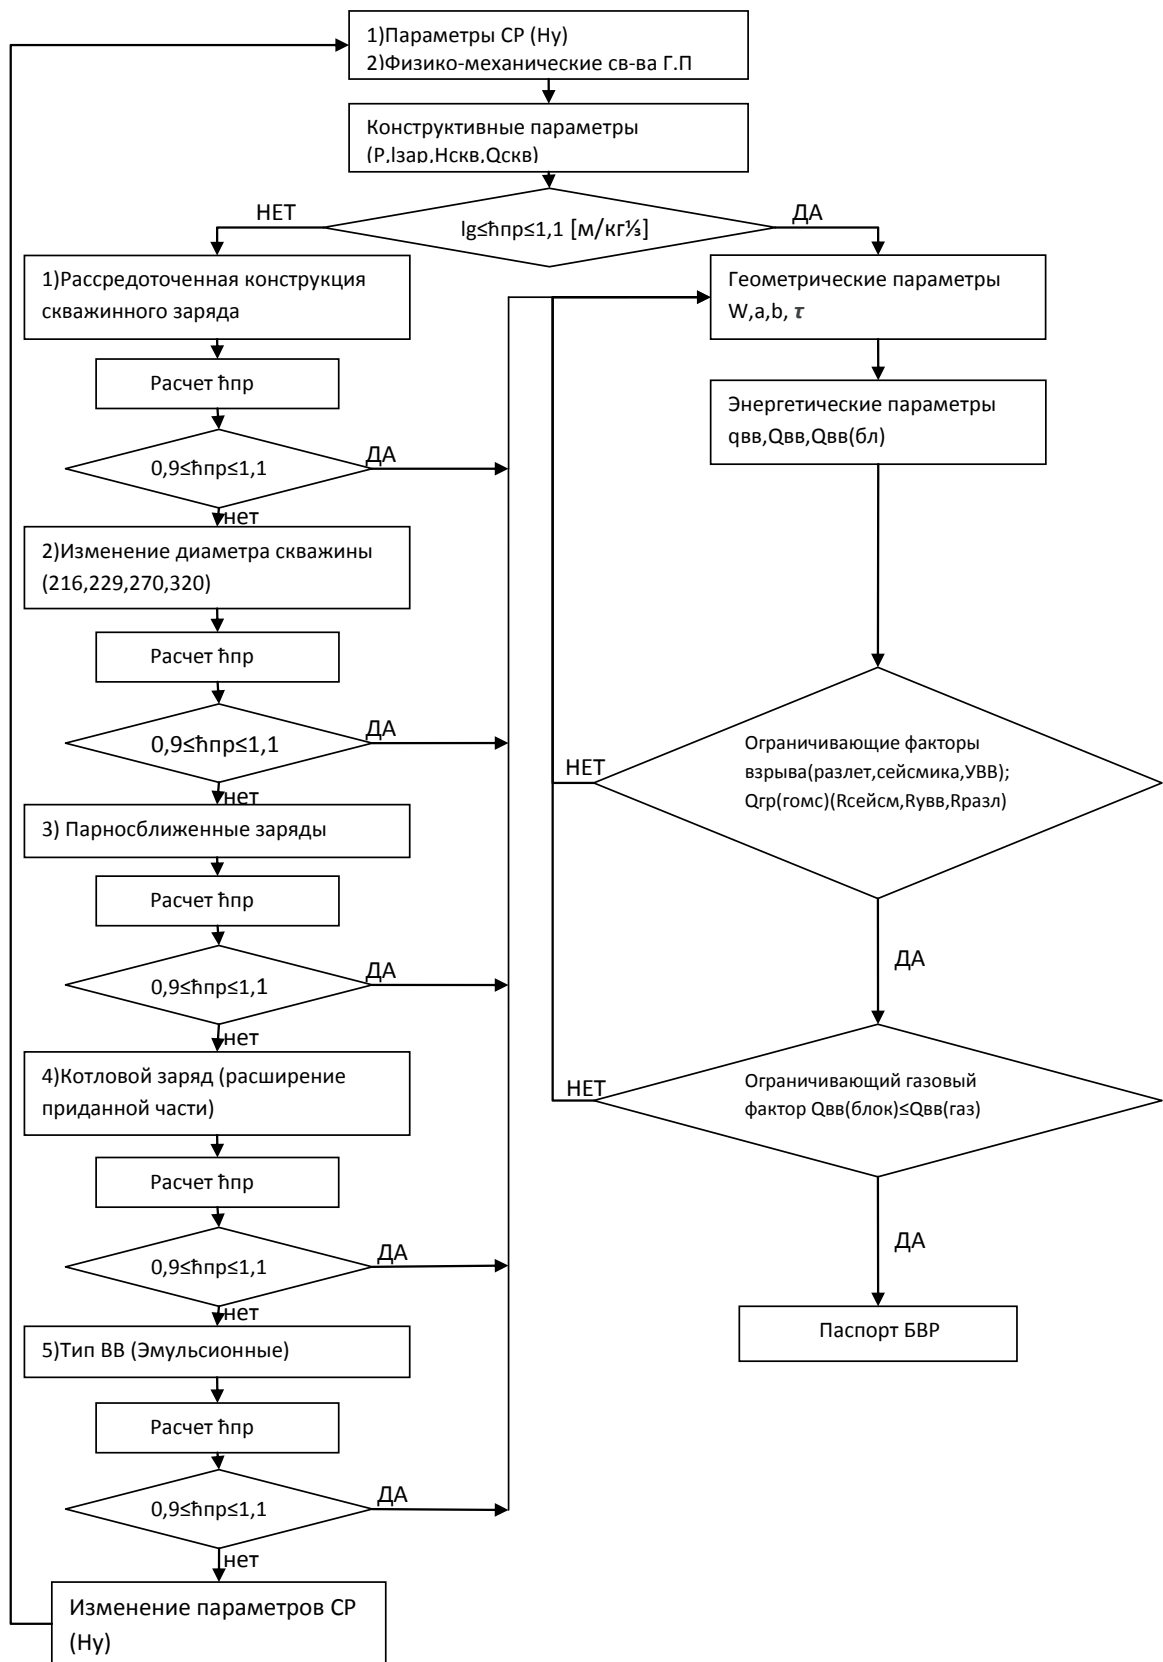 1)Параметры СР (Ну)
2)Физико-механические св-ва Г.П
Конструктивные параметры
(Р,lзар,Нскв,Qскв)
НЕТ
lg≤ħпр≤1,1 [м/кг⅓]
ДА
1)Рассредоточенная конструкция
скважинного заряда
Расчет ħпр
0,9≤ħпр≤1,1
ДА
нет
2)Изменение диаметра скважины
(216,229,270,320)
Расчет ħпр
0,9≤ħпр≤1,1
ДА
нет
3) Парносближенные заряды
Расчет ħпр
0,9≤ħпр≤1,1
ДА
нет
4)Котловой заряд (расширение
приданной части)
Расчет ħпр
0,9≤ħпр≤1,1
ДА
нет
5)Тип ВВ (Эмульсионные)
Расчет ħпр
0,9≤ħпр≤1,1
ДА
нет
Изменение параметров СР
(Ну)
Геометрические параметры
W,a,b, τ
Энергетические параметры
qвв,Qвв,Qвв(бл)
НЕТ
Ограничивающие факторы
взрыва(разлет,сейсмика,УВВ);
Qгр(гомс)(Rсейсм,Rувв,Rразл)
ДА
НЕТ
Ограничивающий газовый
фактор Qвв(блок)≤Qвв(газ)
ДА
Паспорт БВР